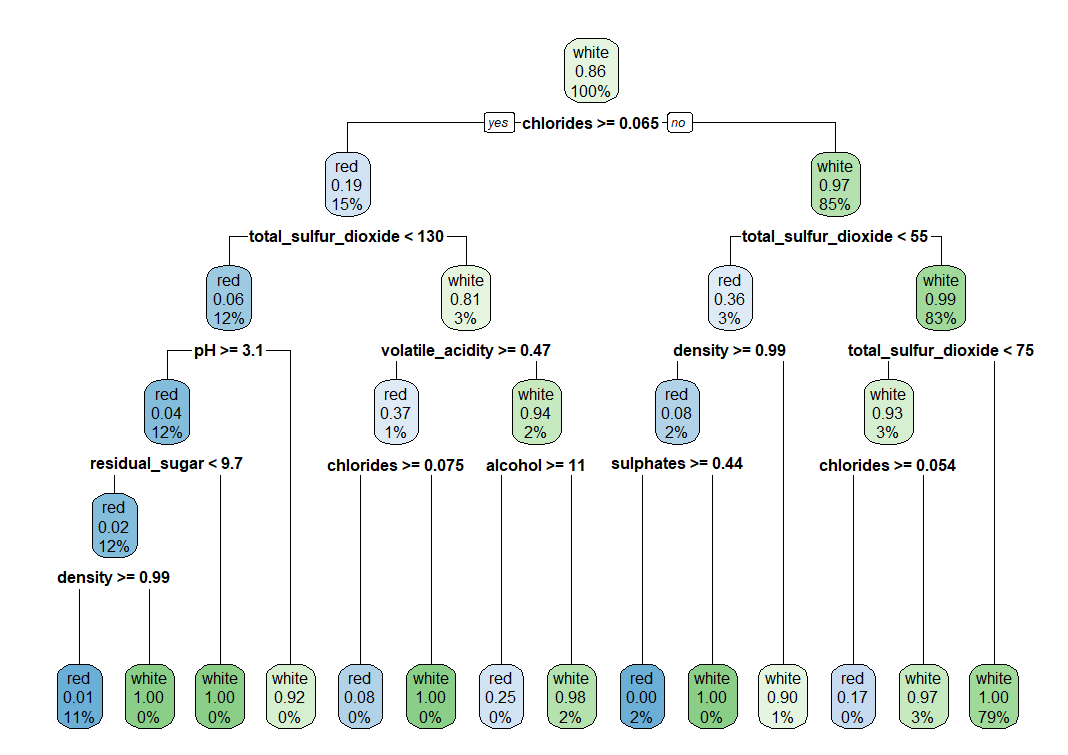 white
0.86
100%
yes chlorides >= 0.065 no
red
0.19
15%
white
0.97
85%
total_sulfur_dioxide < 130
total_sulfur_dioxide < 55
red
0.06
12%
white
0.81
3%
red
0.36
3%
white
0.99
83%
pH >= 3.1
volatile_acidity >= 0.47
density >= 0.99
total_sulfur_dioxide < 75
red
0.04
12%
red
0.37
1%
white
0.94
2%
red
0.08
2%
white
0.93
3%
residual_sugar < 9.7
chlorides >= 0.075
alcohol >= 11
sulphates >= 0.44
chlorides >= 0.054
red
0.02
12%
density >= 0.99
red
0.01
11%
white
1.00
0%
white
1.00
0%
white
0.92
0%
red
0.08
0%
white
1.00
0%
red
0.25
0%
white
0.98
2%
red
0.00
2%
white
1.00
0%
white
0.90
1%
red
0.17
0%
white
0.97
3%
white
1.00
79%